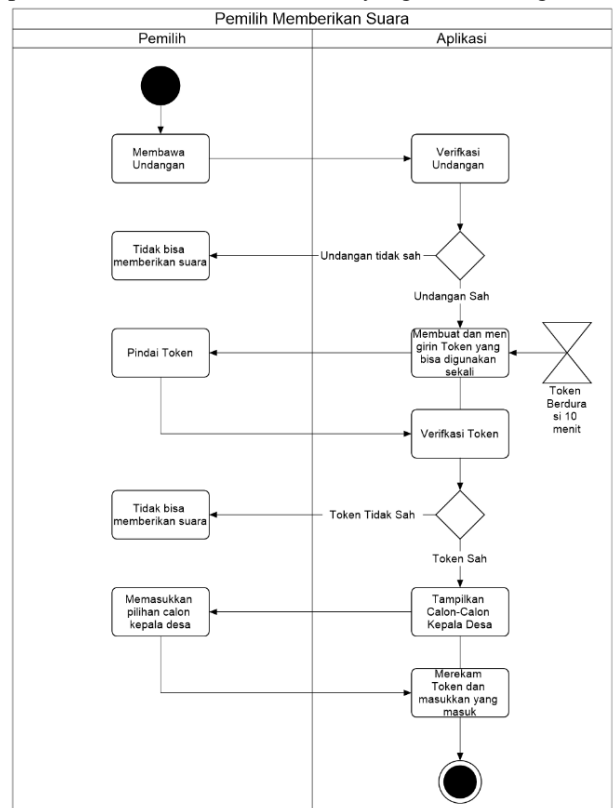 Pemilih Memberikan Suara
Pemilih
Aplikasi
Membawa
Undangan
Verifkasi
Undangan
Tidak bisa
memberikan suara
Undangan tidak sah
Undangan Sah
Pindai Token
Membuat dan men
girin Token yang
bisa digunakan
sekali
Token
Berdura
si 10
menit
Verifkasi Token
Tidak bisa
memberikan suara
Token Tidak Sah
Token Sah
Memasukkan
pilihan calon
kepala desa
Tampilkan
Calon-Calon
Kepala Desa
Merekam
Token dan
masukkan yang
masuk